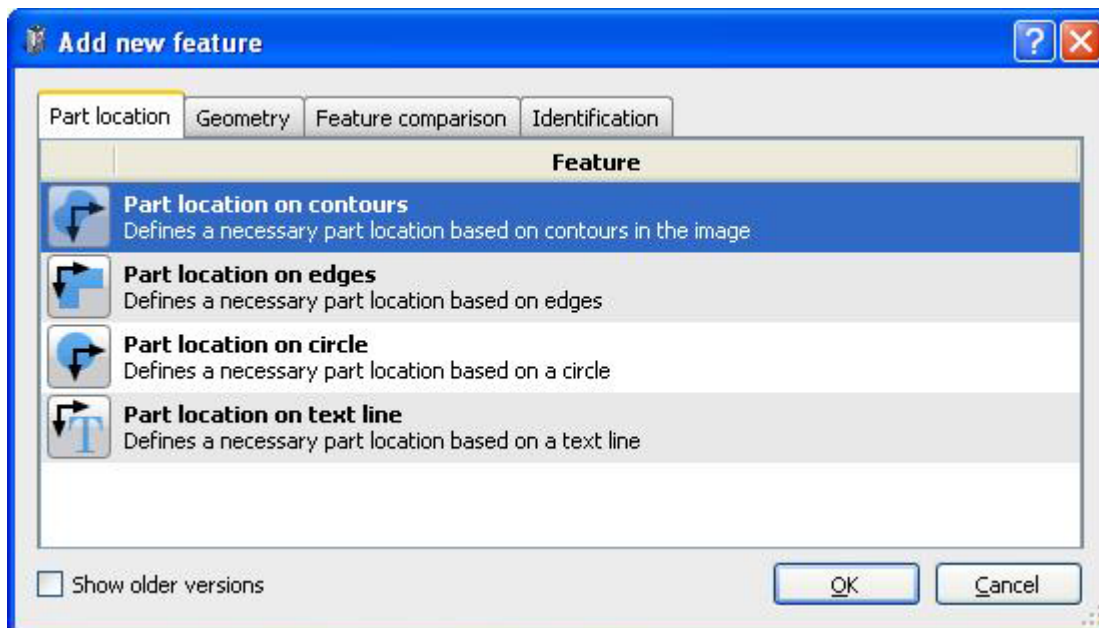 Add new feature
Part location
Geometry
Feature comparison
Identification
Feature
Part location on contours
Defines a necessary part location based on contours in the image
Part location on edges
Defines a necessary part location based on edges
Part location on circle
Defines a necessary part location based on a circle
Part location on text line
Defines a necessary part location based on a text line
T
Show older versions
OK
Cancel